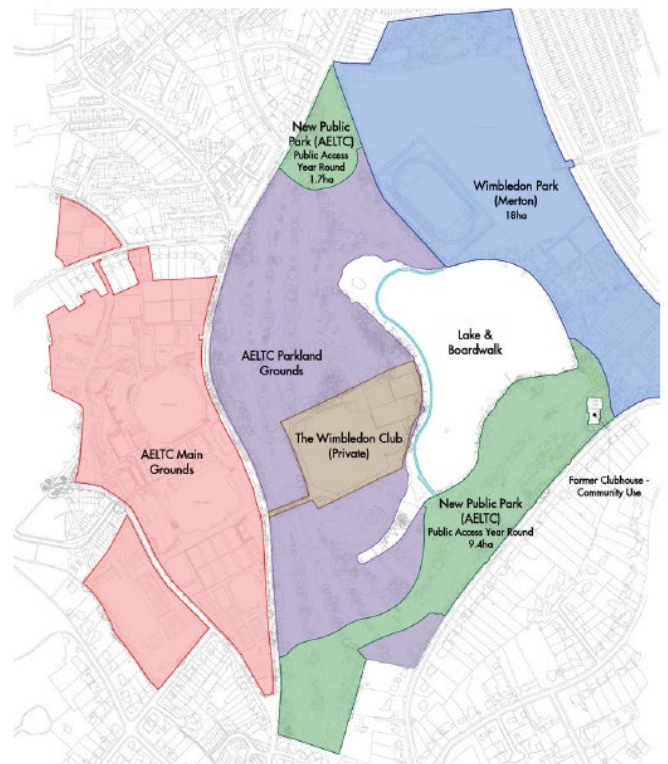 New Public
Park (AELTC)
Public Access
Year Round
1.7ha
Wimbledon Park
(Merton)
18ha
Lake &
Boardwalk
AELTC Parkland
Grounds
The Wimbledon Club
(Private)
AELTC Main
Grounds
Former Clubhouse -
Community Use
New Public Park
(AELTC)
Public Access Year Round
9.4ha